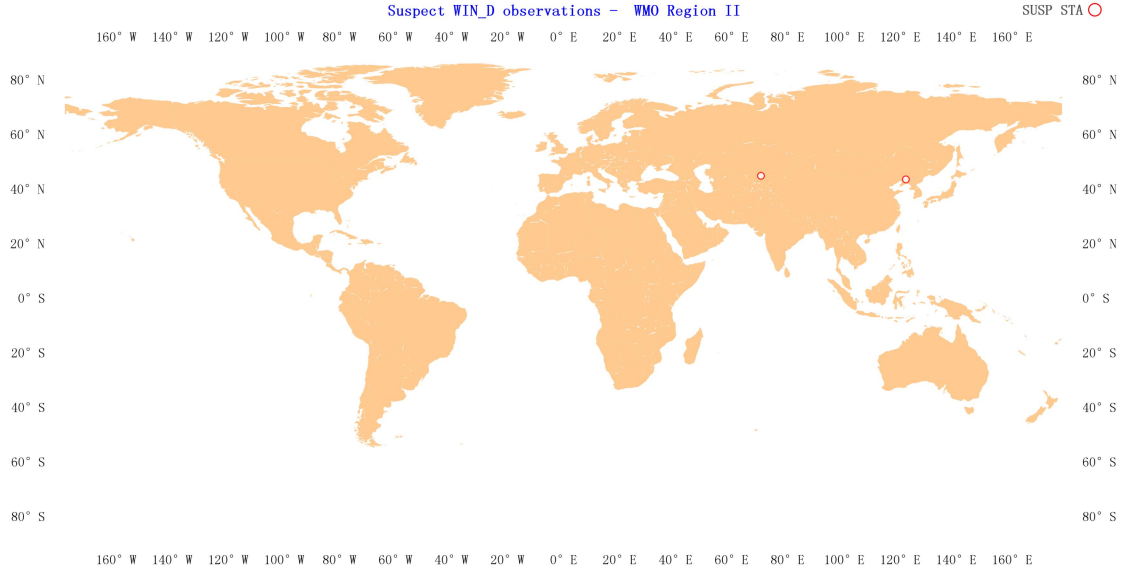 Suspect WIN_D observations - WMO Region II
SUSP STA
160° W 140° W 120° W 100° W 80° W 60° W 40° W 20° W 0° E 20° E 40° E 60° E 80° E 100° E 120° E 140° E 160° E
80° N 80° N
60° N 60° N
40° N 40° N
20° N 20° N
0° S 0° S
20° S 20° S
40° S 40° S
60° S 60° S
80° S 80° S
160° W 140° W 120° W 100° W 80° W 60° W 40° W 20° W 0° E 20° E 40° E 60° E 80° E 100° E 120° E 140° E 160° E